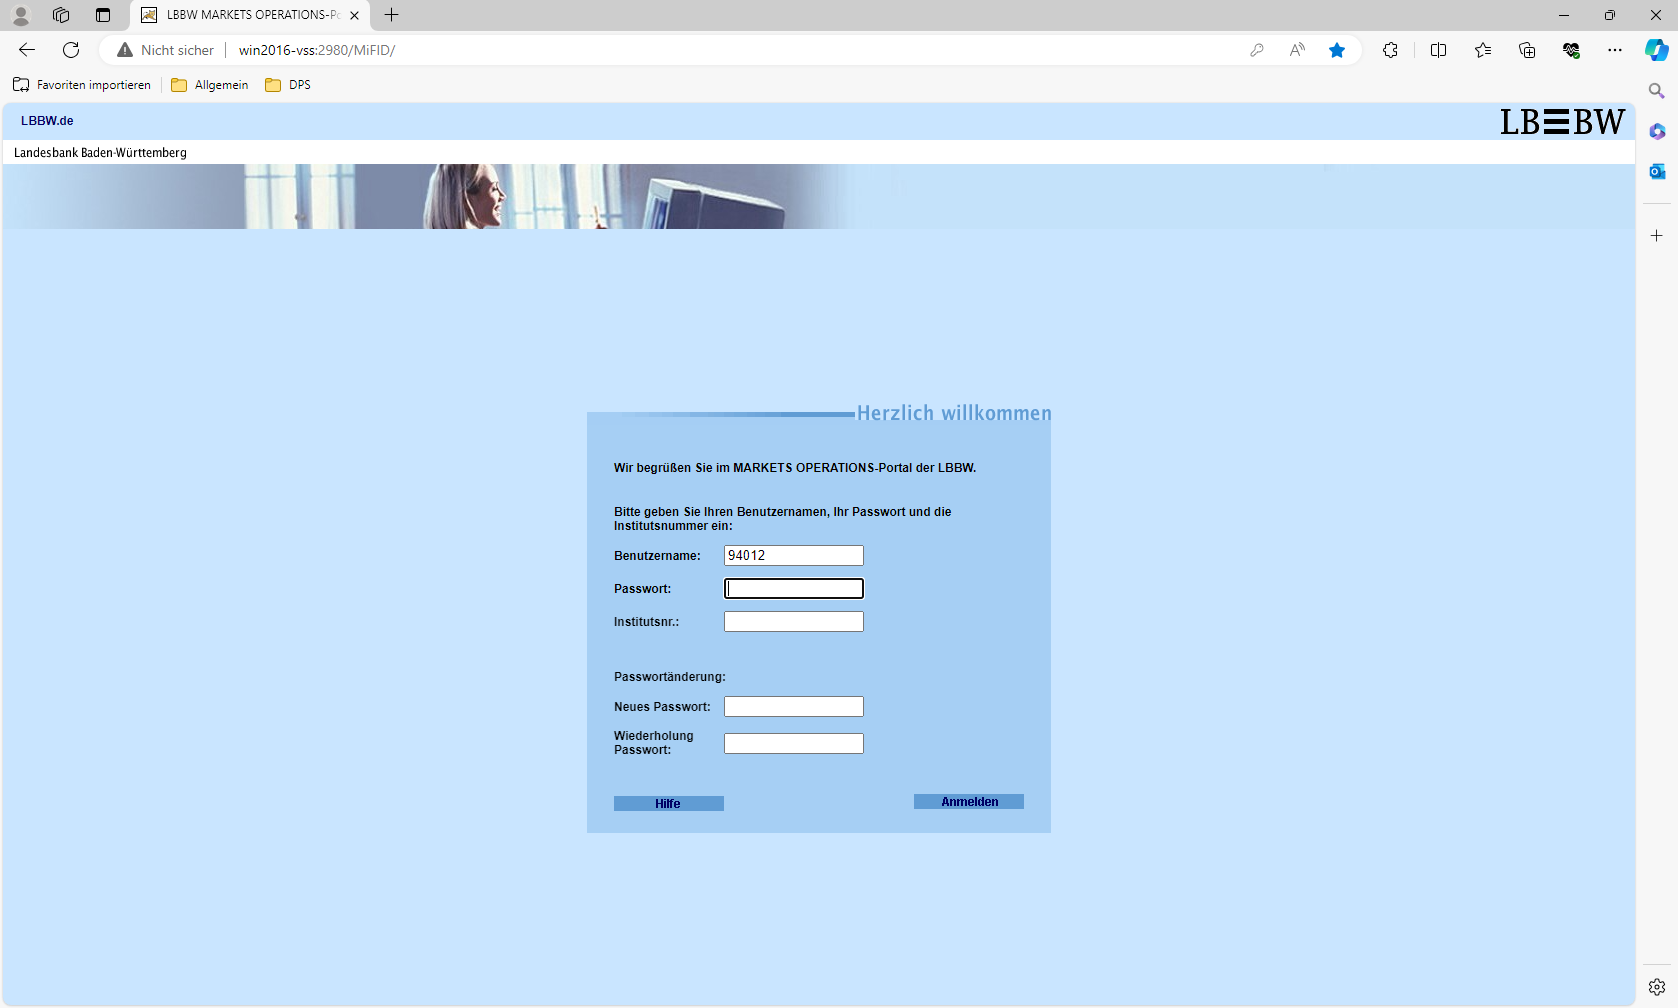 LBBW MARKETS OPERATIONS-Po
Nicht sicher
win2016-vss:2980/MiFID/
Favoriten importieren
Allgemein
DPS
LBBW.de
LBBW
Landesbank Baden-Württemberg
Herzlich willkommen
Wir begrüßen Sie im MARKETS OPERATIONS-Portal der LBBW.
Bitte geben Sie Ihren Benutzernamen, Ihr Passwort und die
Institutsnummer ein:
Benutzername: 94012
Passwort:
Institutsnr.:
Passwortänderung:
Neues Passwort:
Wiederholung
Passwort:
Hilfe
Anmelden